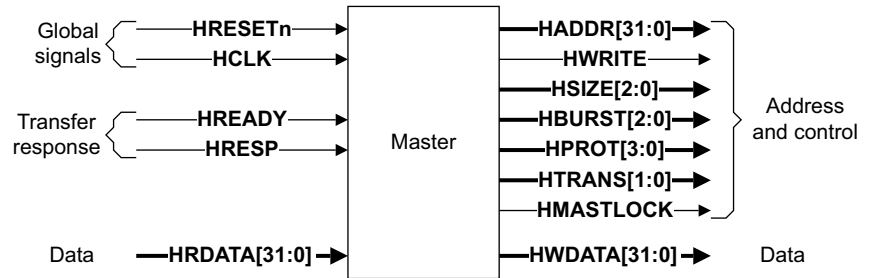 Global
signals
HRESETn
HCLK
Transfer
response
HREADY
HRESP
Data
HRDATA[31:0]
Master
HADDR[31:0]
HWRITE
HSIZE[2:0]
HBURST[2:0]
HPROT[3:0]
HTRANS[1:0]
HMASTLOCK
Address
and control
HWDATA[31:0]
Data